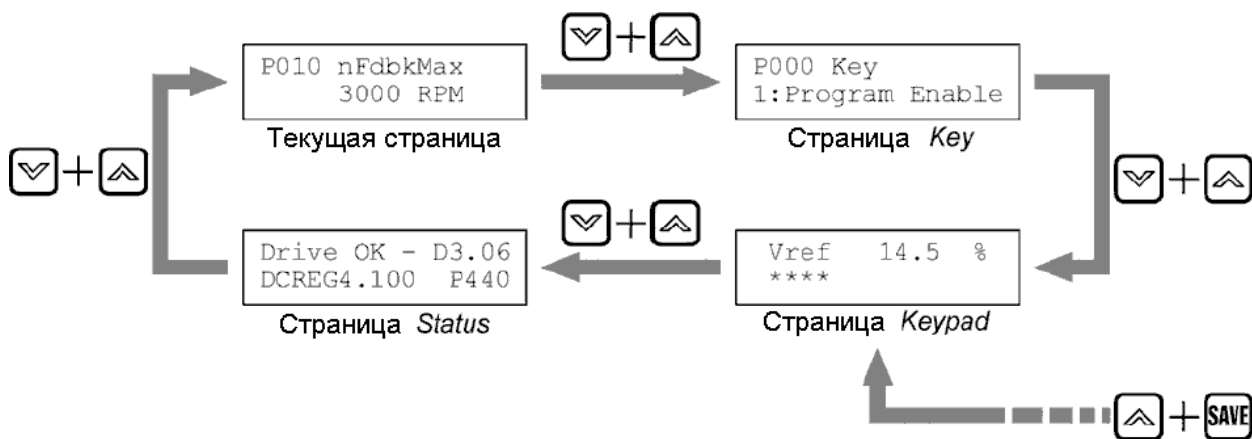 P010 nFdbkMax
3000 RPM
Текущая страница
+
P000 Key
1:Program Enable
Страница Key
+
+
Drive OK - D3.06
DCREG4.100 P440
Страница Status
+
Vref 14.5 %
****
Страница Keypad
+
+ SAVE